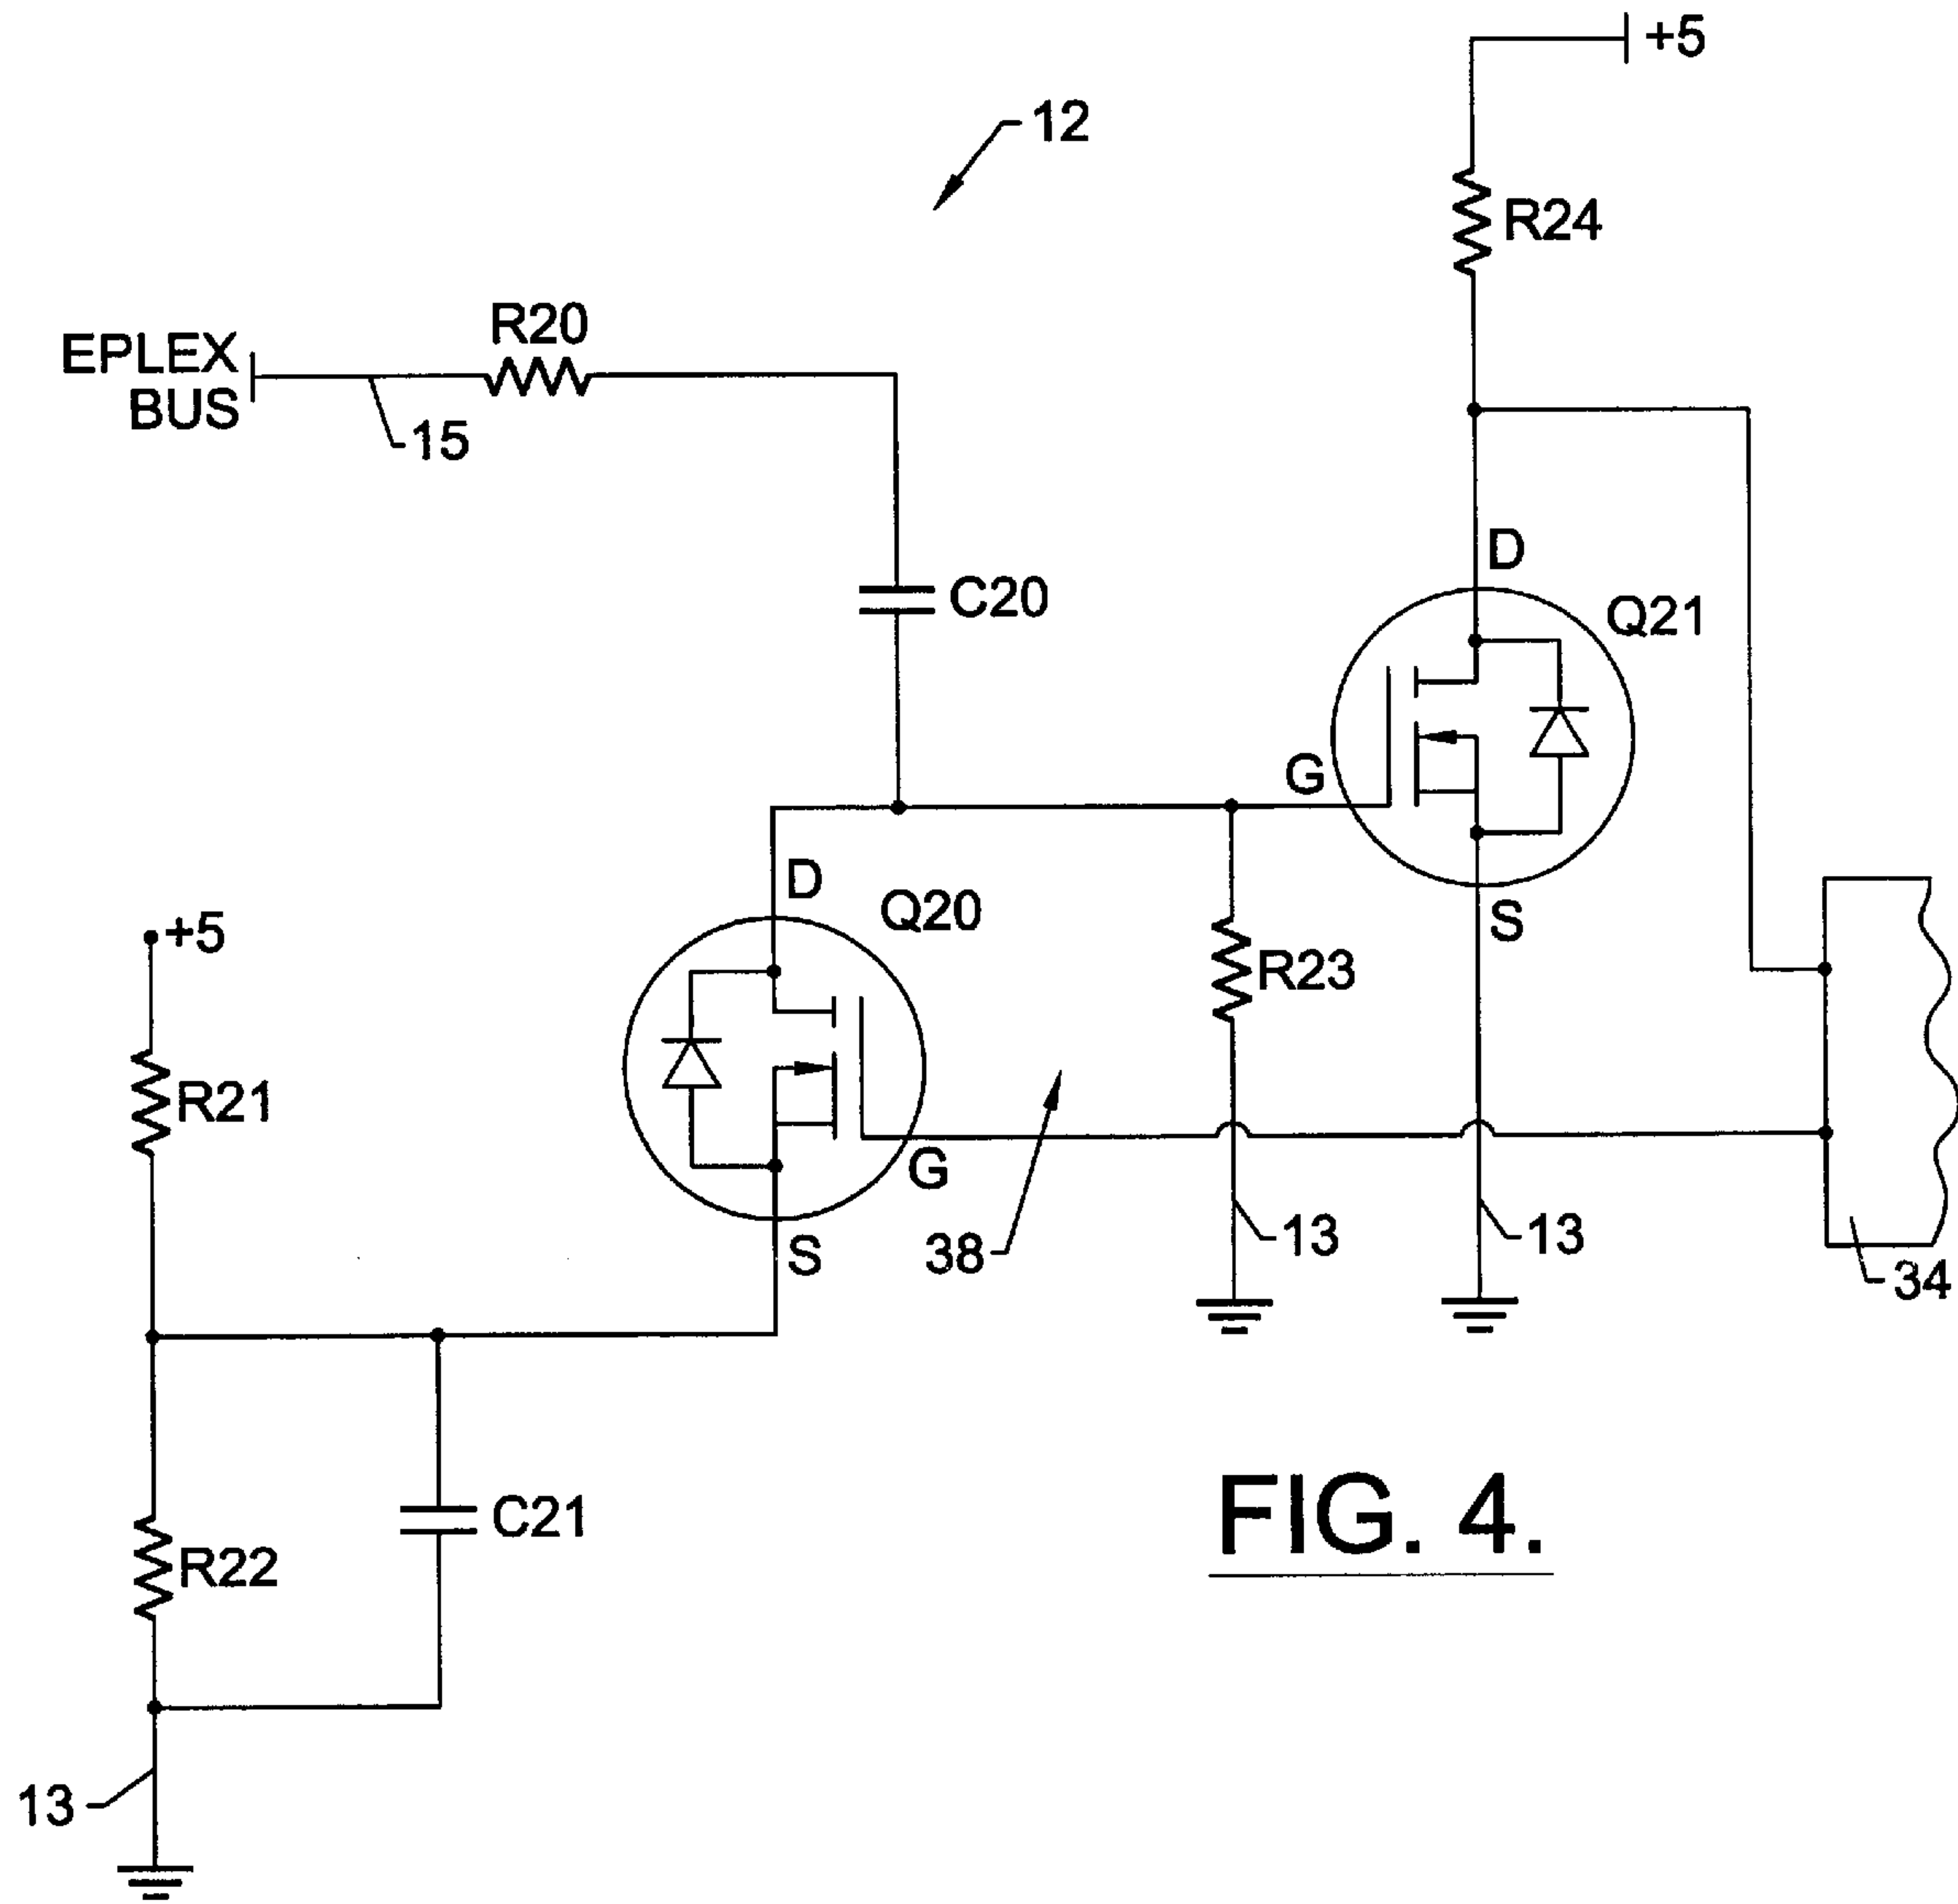 +5
12
R24
R20
EPLEX
BUS
15
C20
D
Q21
G
D
Q20
S
+5
R23
R21
G
S
38
13
13
34
C21
R22
FIG. 4.
13